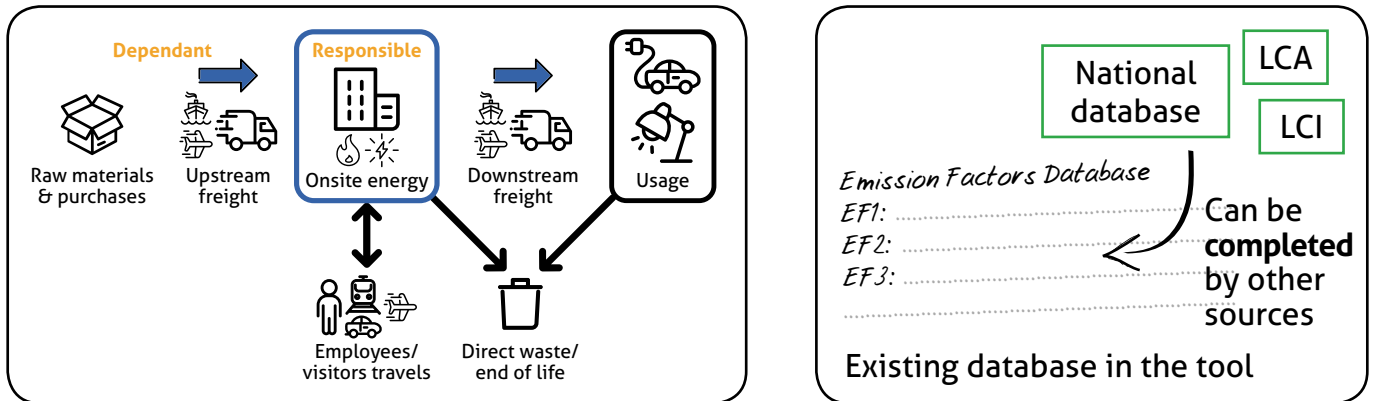 Dependant
Responsible
Raw materials
& purchases
Upstream
freight
Onsite energy
Downstream
freight
Usage
Employees/
visitors travels
Direct waste/
end of life
National
database
LCA
LCI
Emission Factors Database
EF1:
EF2:
EF3:
Can be
completed
by other
sources
Existing database in the tool